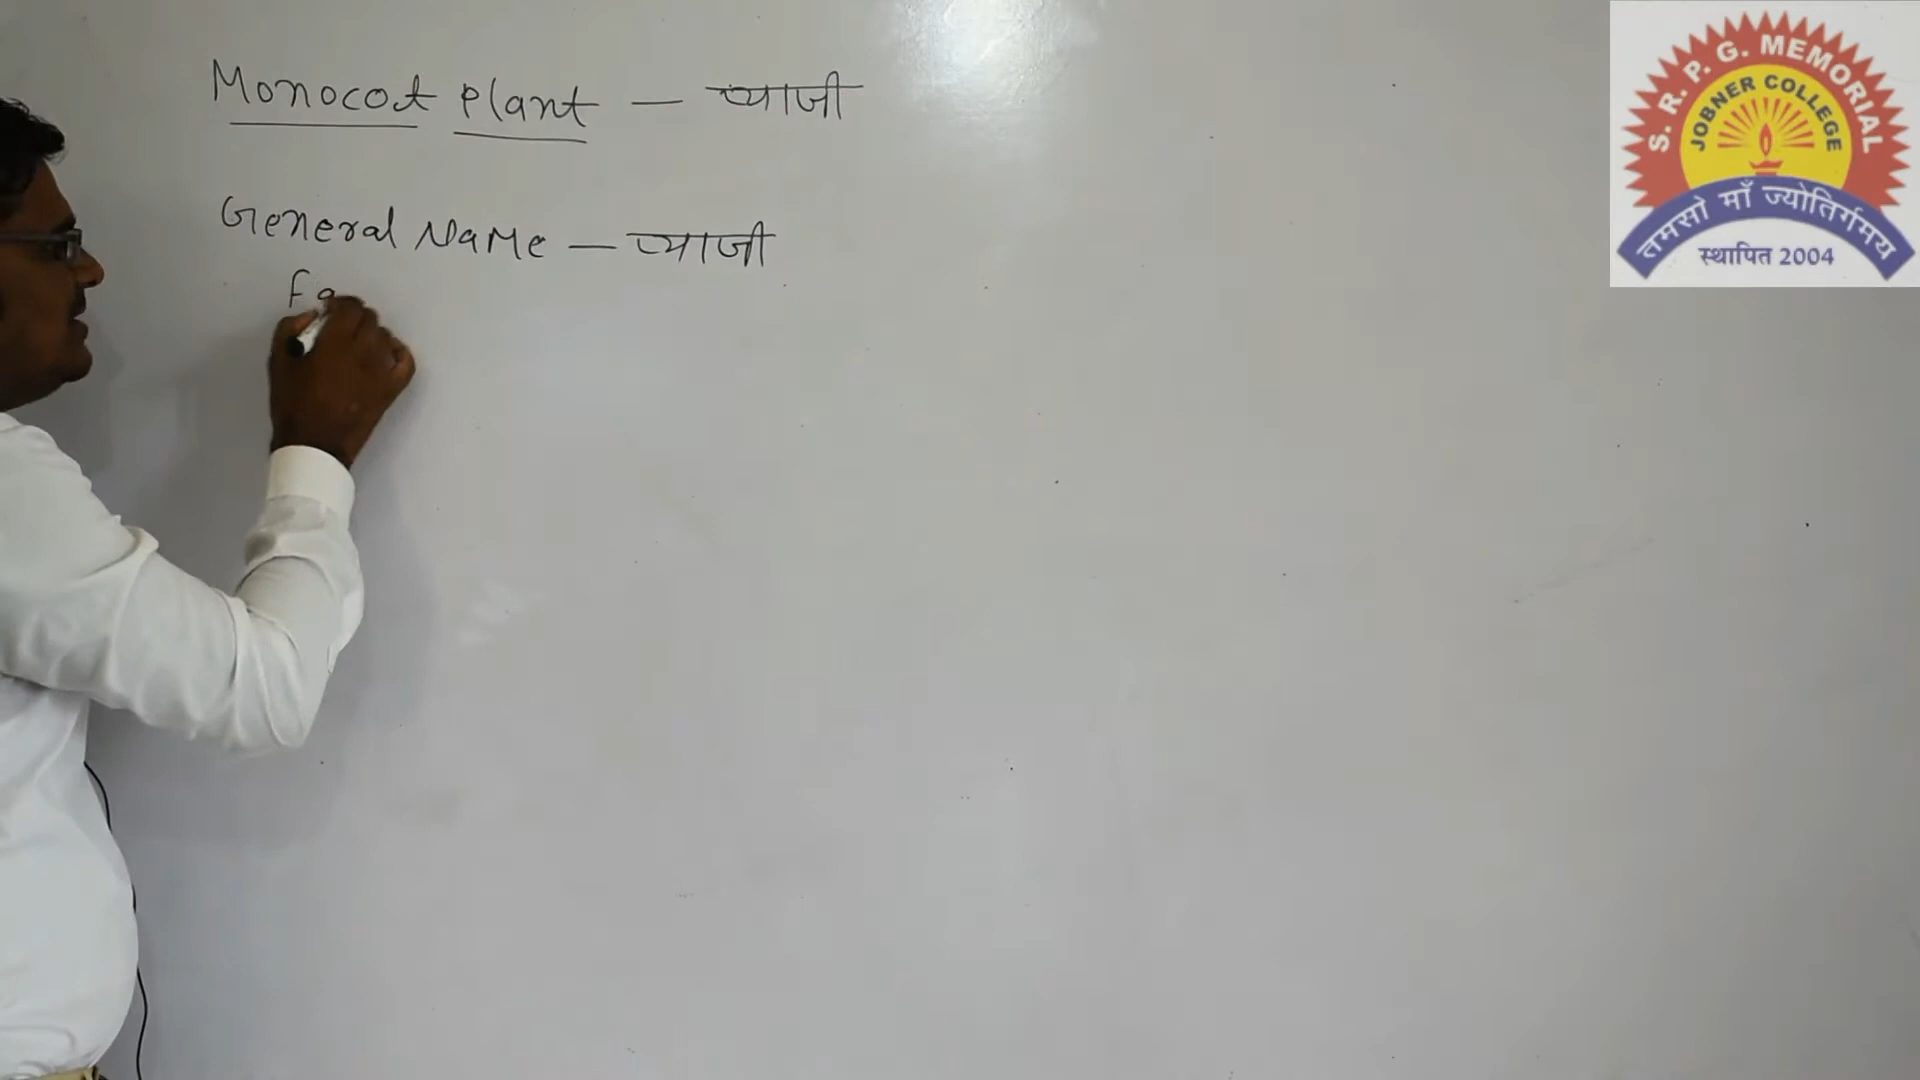 Monocot Plant — प्याजी
General Name — प्याजी
Fa
S. R. P. G. MEMORIAL
JOBNER COLLEGE
तमसो माँ ज्योतिर्गमय
स्थापित 2004